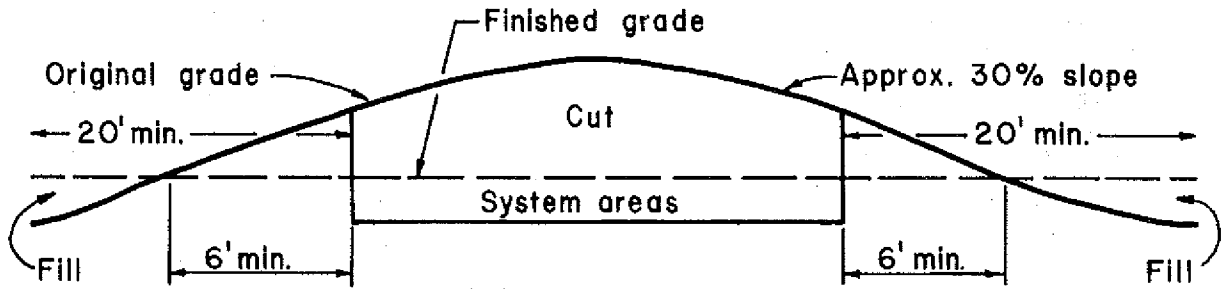 Finished grade
Original grade
Approx. 30% slope
20' min.
Cut
20' min.
System areas
6' min.
6' min.
Fill
Fill